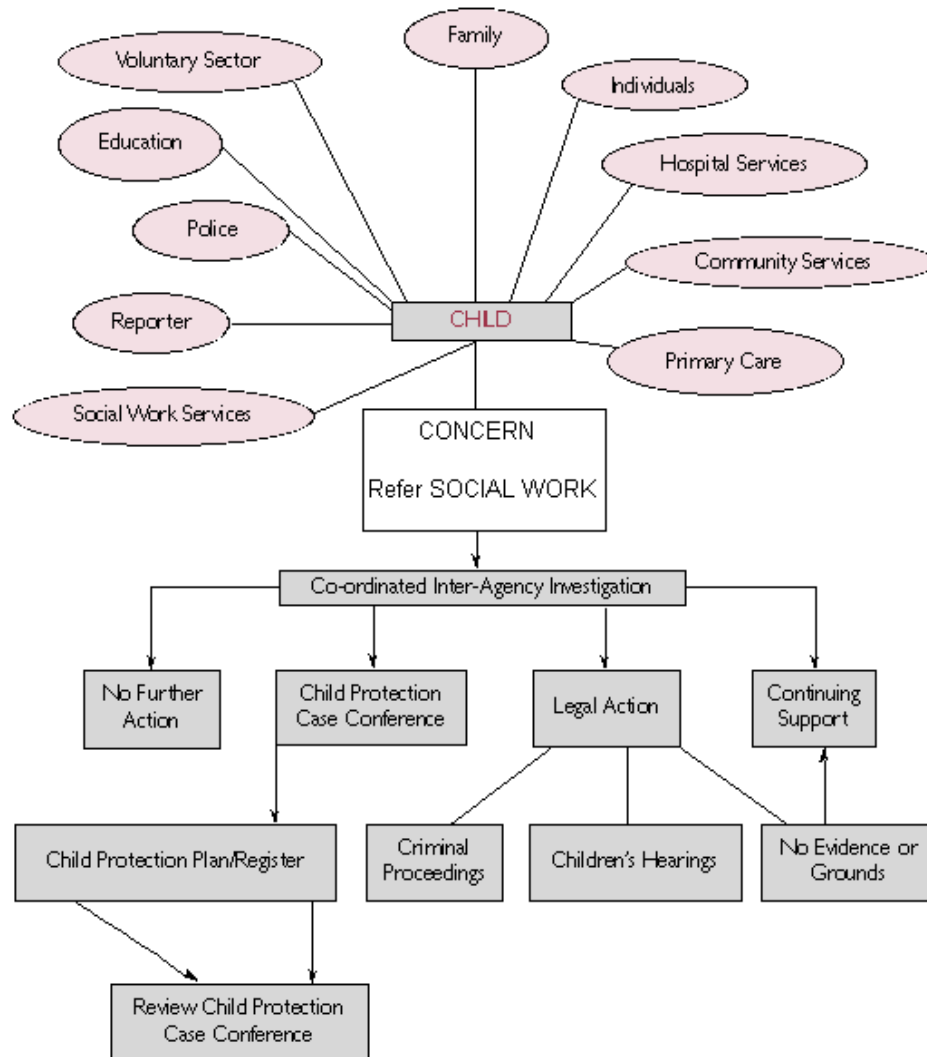 Family
Voluntary Sector
Individuals
Education
Hospital Services
Police
Community Services
Reporter
CHILD
Primary Care
Social Work Services
CONCERN
Refer SOCIAL WORK
Co-ordinated Inter-Agency Investigation
No Further
Action
Child Protection
Case Conference
Legal Action
Continuing
Support
Child Protection Plan/Register
Criminal
Proceedings
Children's Hearings
No Evidence or
Grounds
Review Child Protection
Case Conference